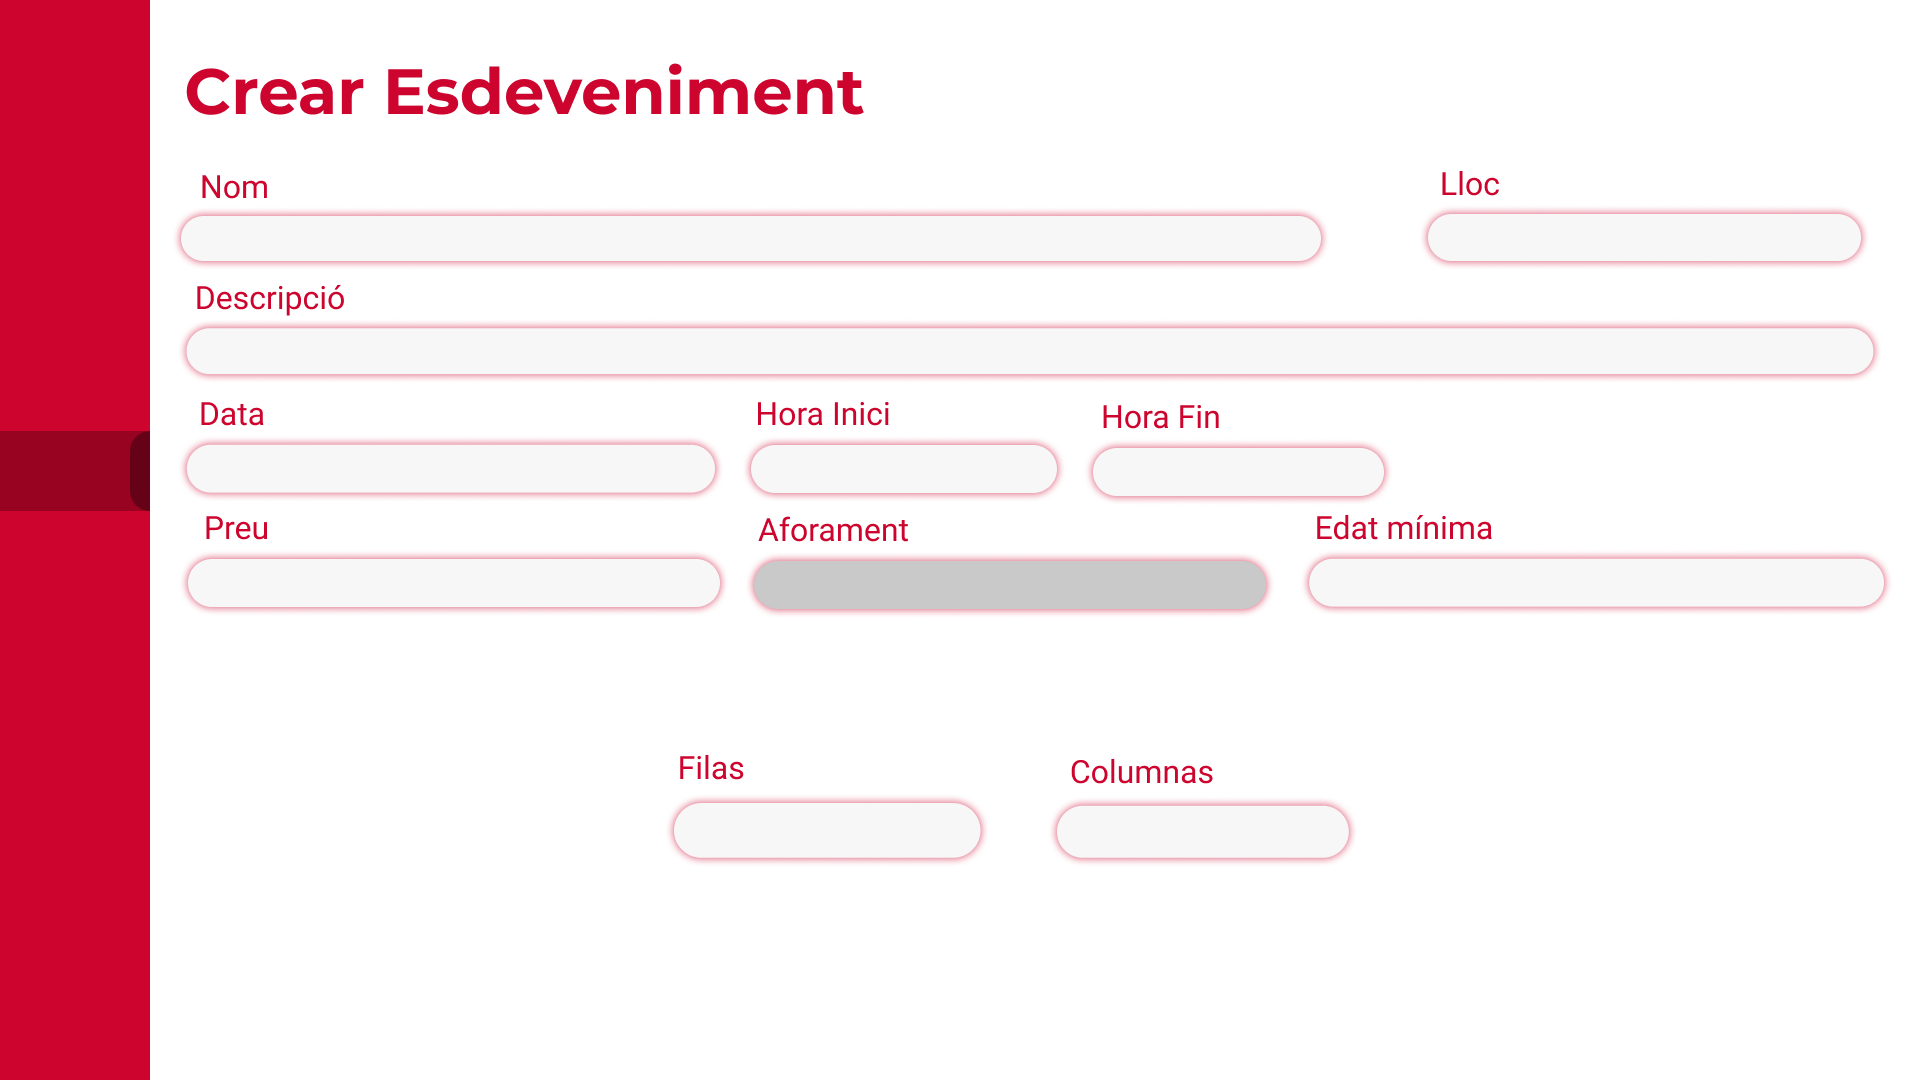 Crear Esdeveniment
Nom
Lloc
Descripció
Data
Hora Inici
Hora Fin
Preu
Aforament
Edat mínima
Filas
Columnas